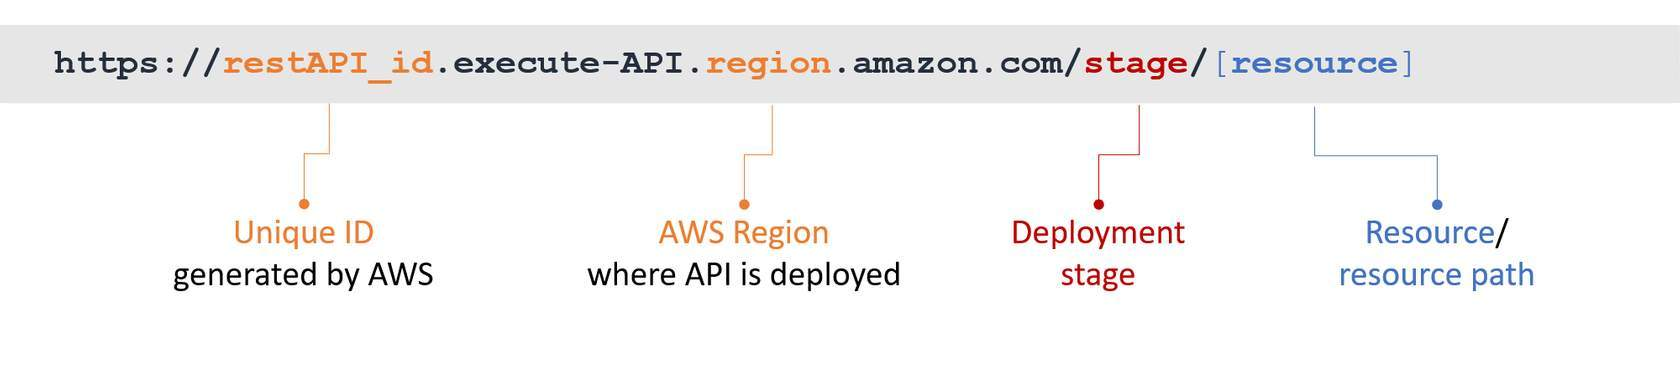 https://restAPI_id.execute-API.region.amazon.com/stage/[resource]
Unique ID
generated by AWS
AWS Region
where API is deployed
Deployment
stage
Resource/
resource path